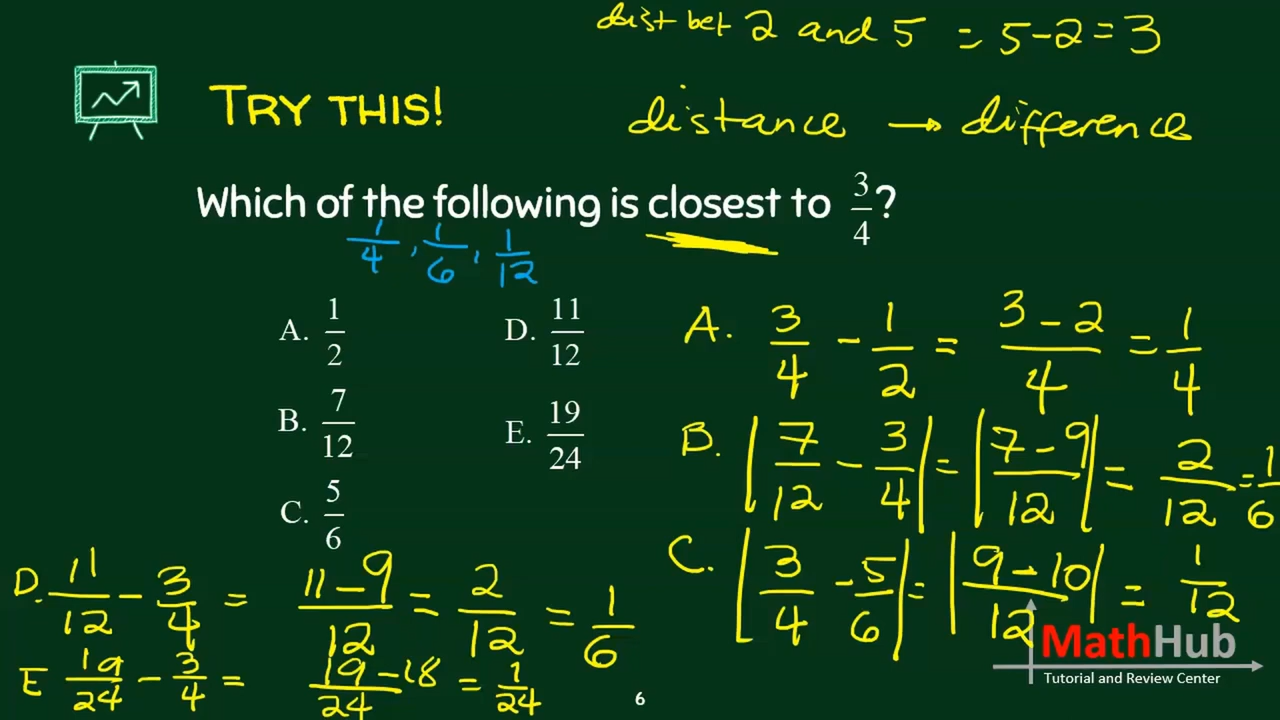 dist bet 2 and 5 = 5-2=3
TRY THIS!
distance → difference
Which of the following is closest to 3/4?
1/4, 1/6, 1/12
A. 1/2
D. 11/12
B. 7/12
E. 19/24
C. 5/6
A. 3/4 - 1/2 = (3-2)/4 = 1/4
B. |7/12 - 3/4| = |(7-9)/12| = 2/12 = 1/6
C. |3/4 - 5/6| = |(9-10)/12| = 1/12
D. 11/12 - 3/4 = (11-9)/12 = 2/12 = 1/6
E 19/24 - 3/4 = (19-18)/24 = 1/24
MathHub
Tutorial and Review Center
6